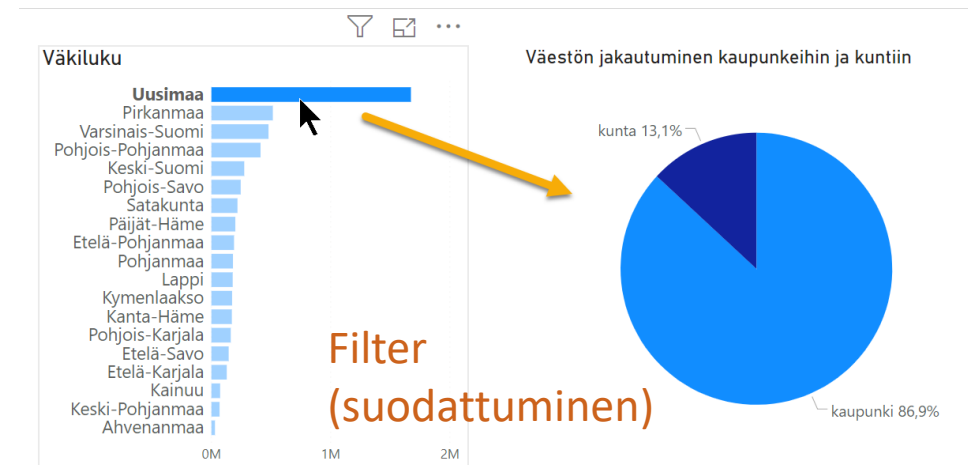 Väkiluku
Uusimaa
Pirkanmaa
Varsinais-Suomi
Pohjois-Pohjanmaa
Keski-Suomi
Pohjois-Savo
Satakunta
Päijät-Häme
Etelä-Pohjanmaa
Pohjanmaa
Lappi
Kymenlaakso
Kanta-Häme
Pohjois-Karjala
Etelä-Savo
Etelä-Karjala
Kainuu
Keski-Pohjanmaa
Ahvenanmaa
0M 1M 2M
Filter
(suodattuminen)
Väestön jakautuminen kaupunkeihin ja kuntiin
kunta 13,1%
kaupunki 86,9%